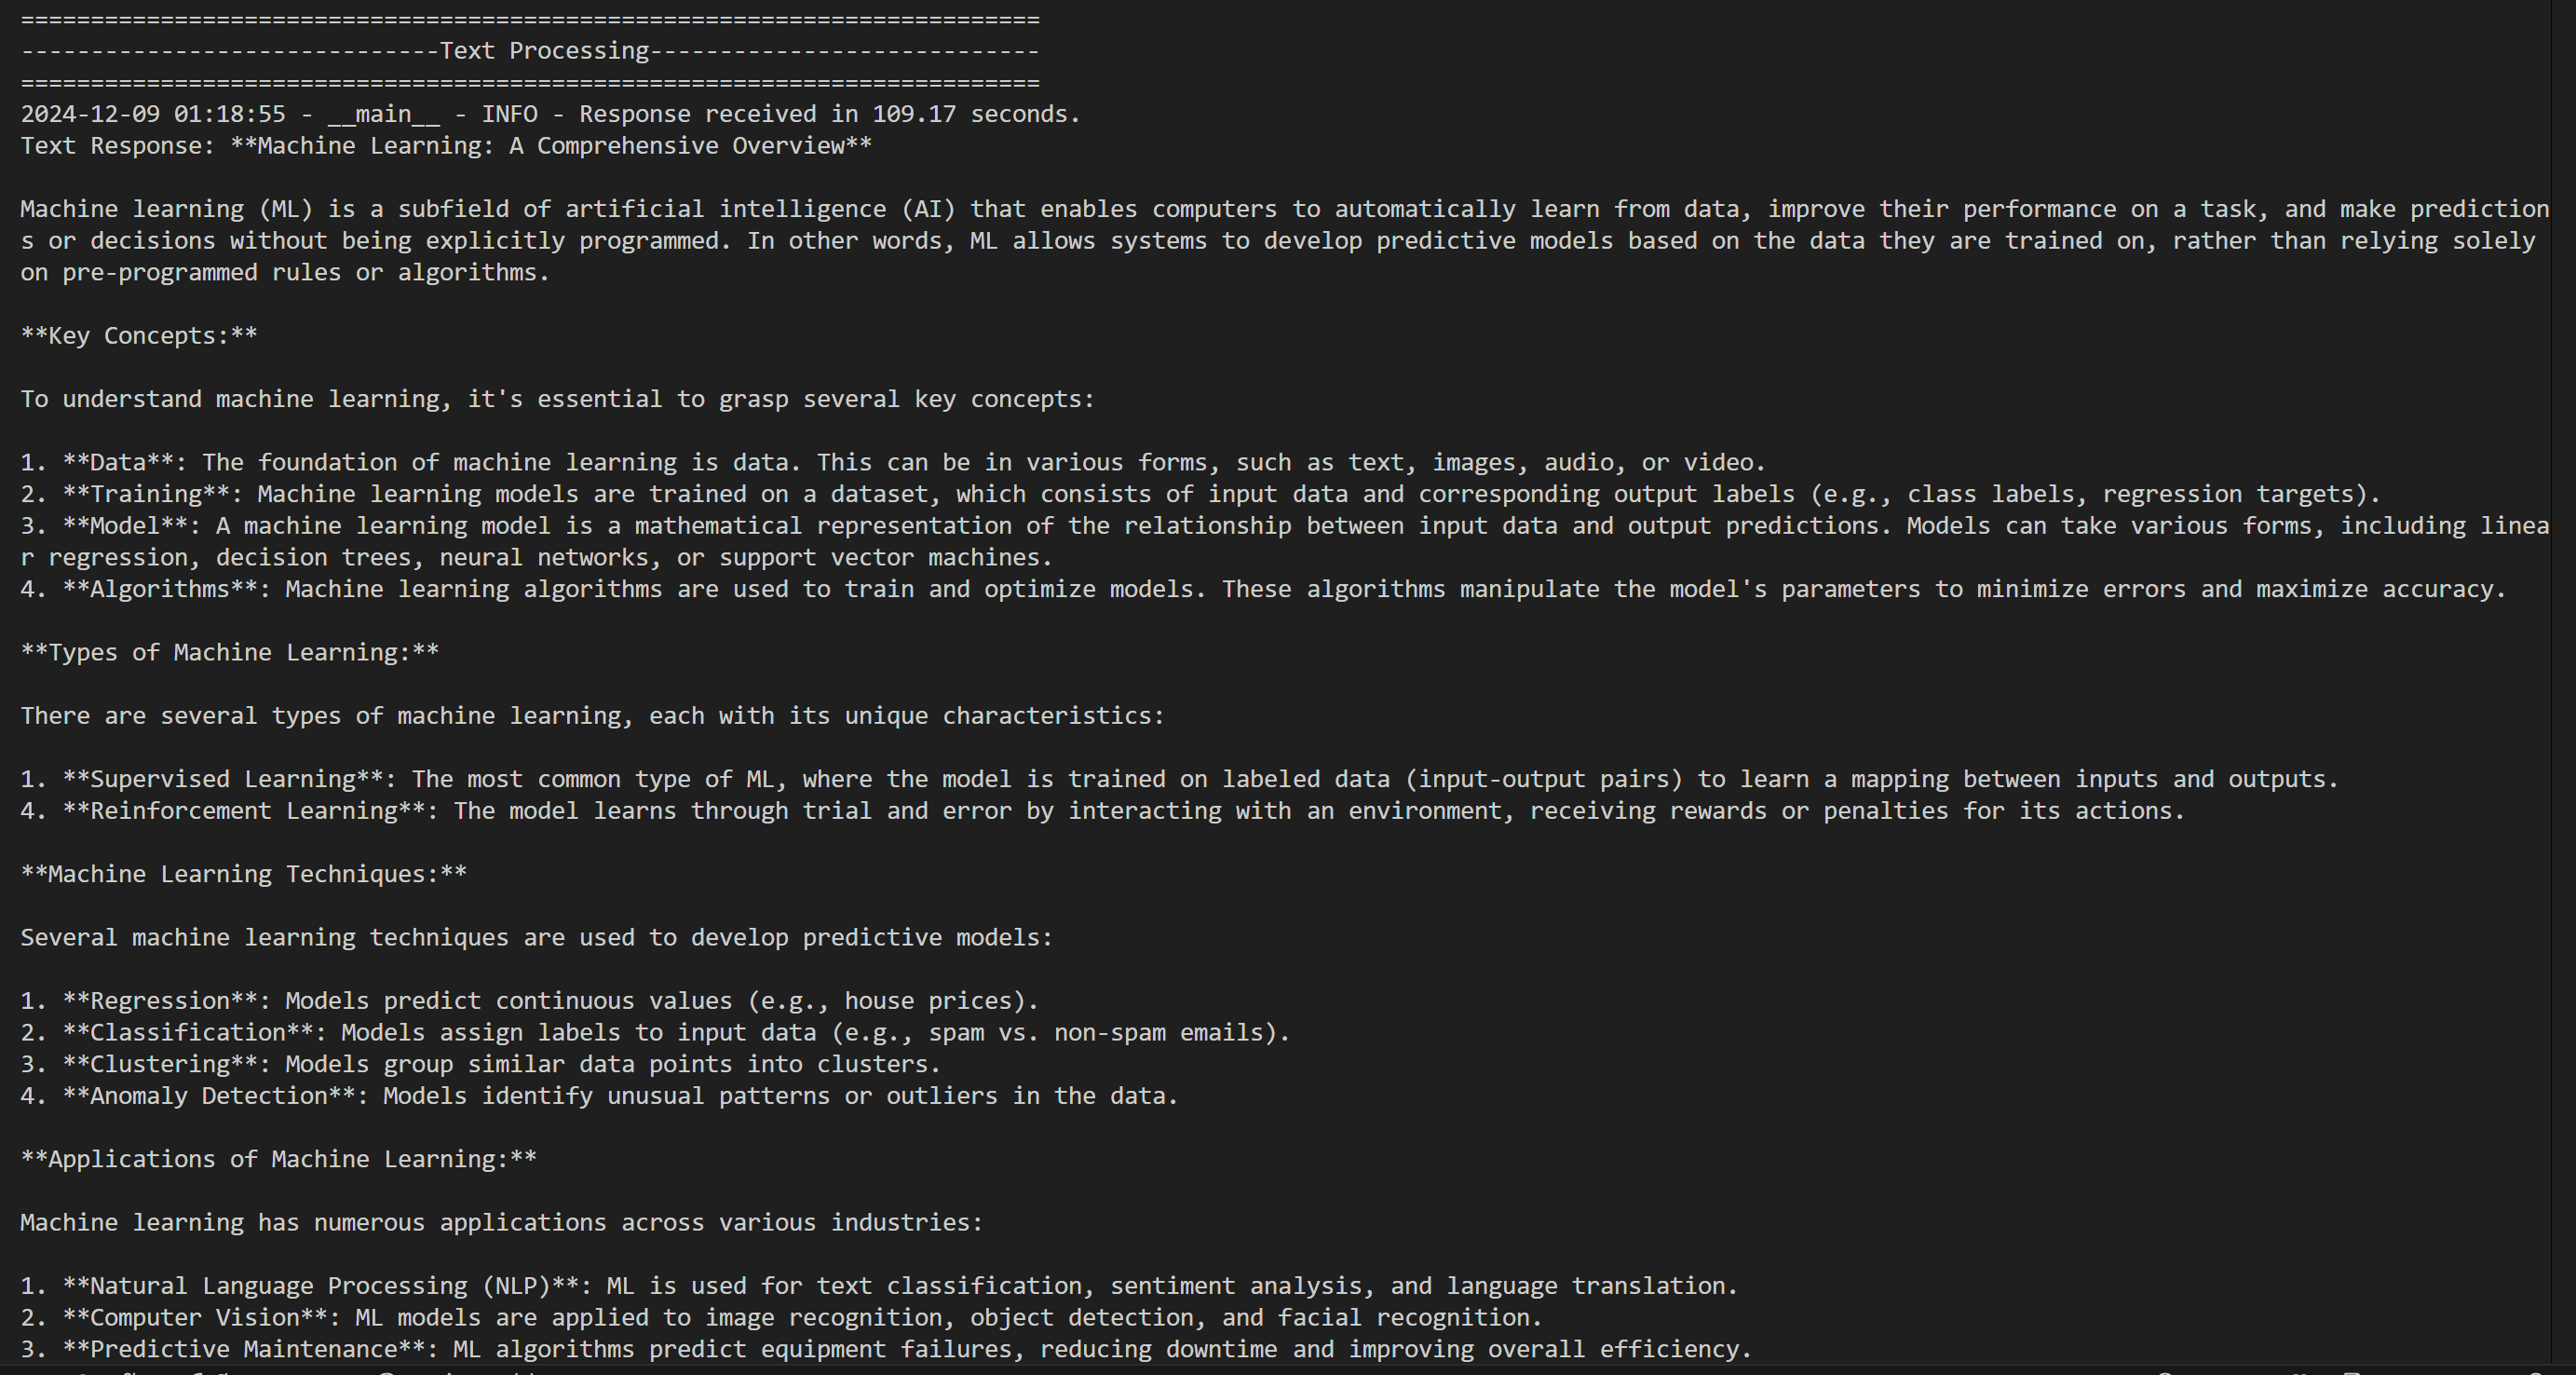 =========================================================================
------------------------------Text Processing----------------------------
=========================================================================
2024-12-09 01:18:55 - __main__ - INFO - Response received in 109.17 seconds.
Text Response: **Machine Learning: A Comprehensive Overview**

Machine learning (ML) is a subfield of artificial intelligence (AI) that enables computers to automatically learn from data, improve their performance on a task, and make prediction
s or decisions without being explicitly programmed. In other words, ML allows systems to develop predictive models based on the data they are trained on, rather than relying solely
on pre-programmed rules or algorithms.

**Key Concepts:**

To understand machine learning, it's essential to grasp several key concepts:

1. **Data**: The foundation of machine learning is data. This can be in various forms, such as text, images, audio, or video.
2. **Training**: Machine learning models are trained on a dataset, which consists of input data and corresponding output labels (e.g., class labels, regression targets).
3. **Model**: A machine learning model is a mathematical representation of the relationship between input data and output predictions. Models can take various forms, including linea
r regression, decision trees, neural networks, or support vector machines.
4. **Algorithms**: Machine learning algorithms are used to train and optimize models. These algorithms manipulate the model's parameters to minimize errors and maximize accuracy.

**Types of Machine Learning:**

There are several types of machine learning, each with its unique characteristics:

1. **Supervised Learning**: The most common type of ML, where the model is trained on labeled data (input-output pairs) to learn a mapping between inputs and outputs.
4. **Reinforcement Learning**: The model learns through trial and error by interacting with an environment, receiving rewards or penalties for its actions.

**Machine Learning Techniques:**

Several machine learning techniques are used to develop predictive models:

1. **Regression**: Models predict continuous values (e.g., house prices).
2. **Classification**: Models assign labels to input data (e.g., spam vs. non-spam emails).
3. **Clustering**: Models group similar data points into clusters.
4. **Anomaly Detection**: Models identify unusual patterns or outliers in the data.

**Applications of Machine Learning:**

Machine learning has numerous applications across various industries:

1. **Natural Language Processing (NLP)**: ML is used for text classification, sentiment analysis, and language translation.
2. **Computer Vision**: ML models are applied to image recognition, object detection, and facial recognition.
3. **Predictive Maintenance**: ML algorithms predict equipment failures, reducing downtime and improving overall efficiency.